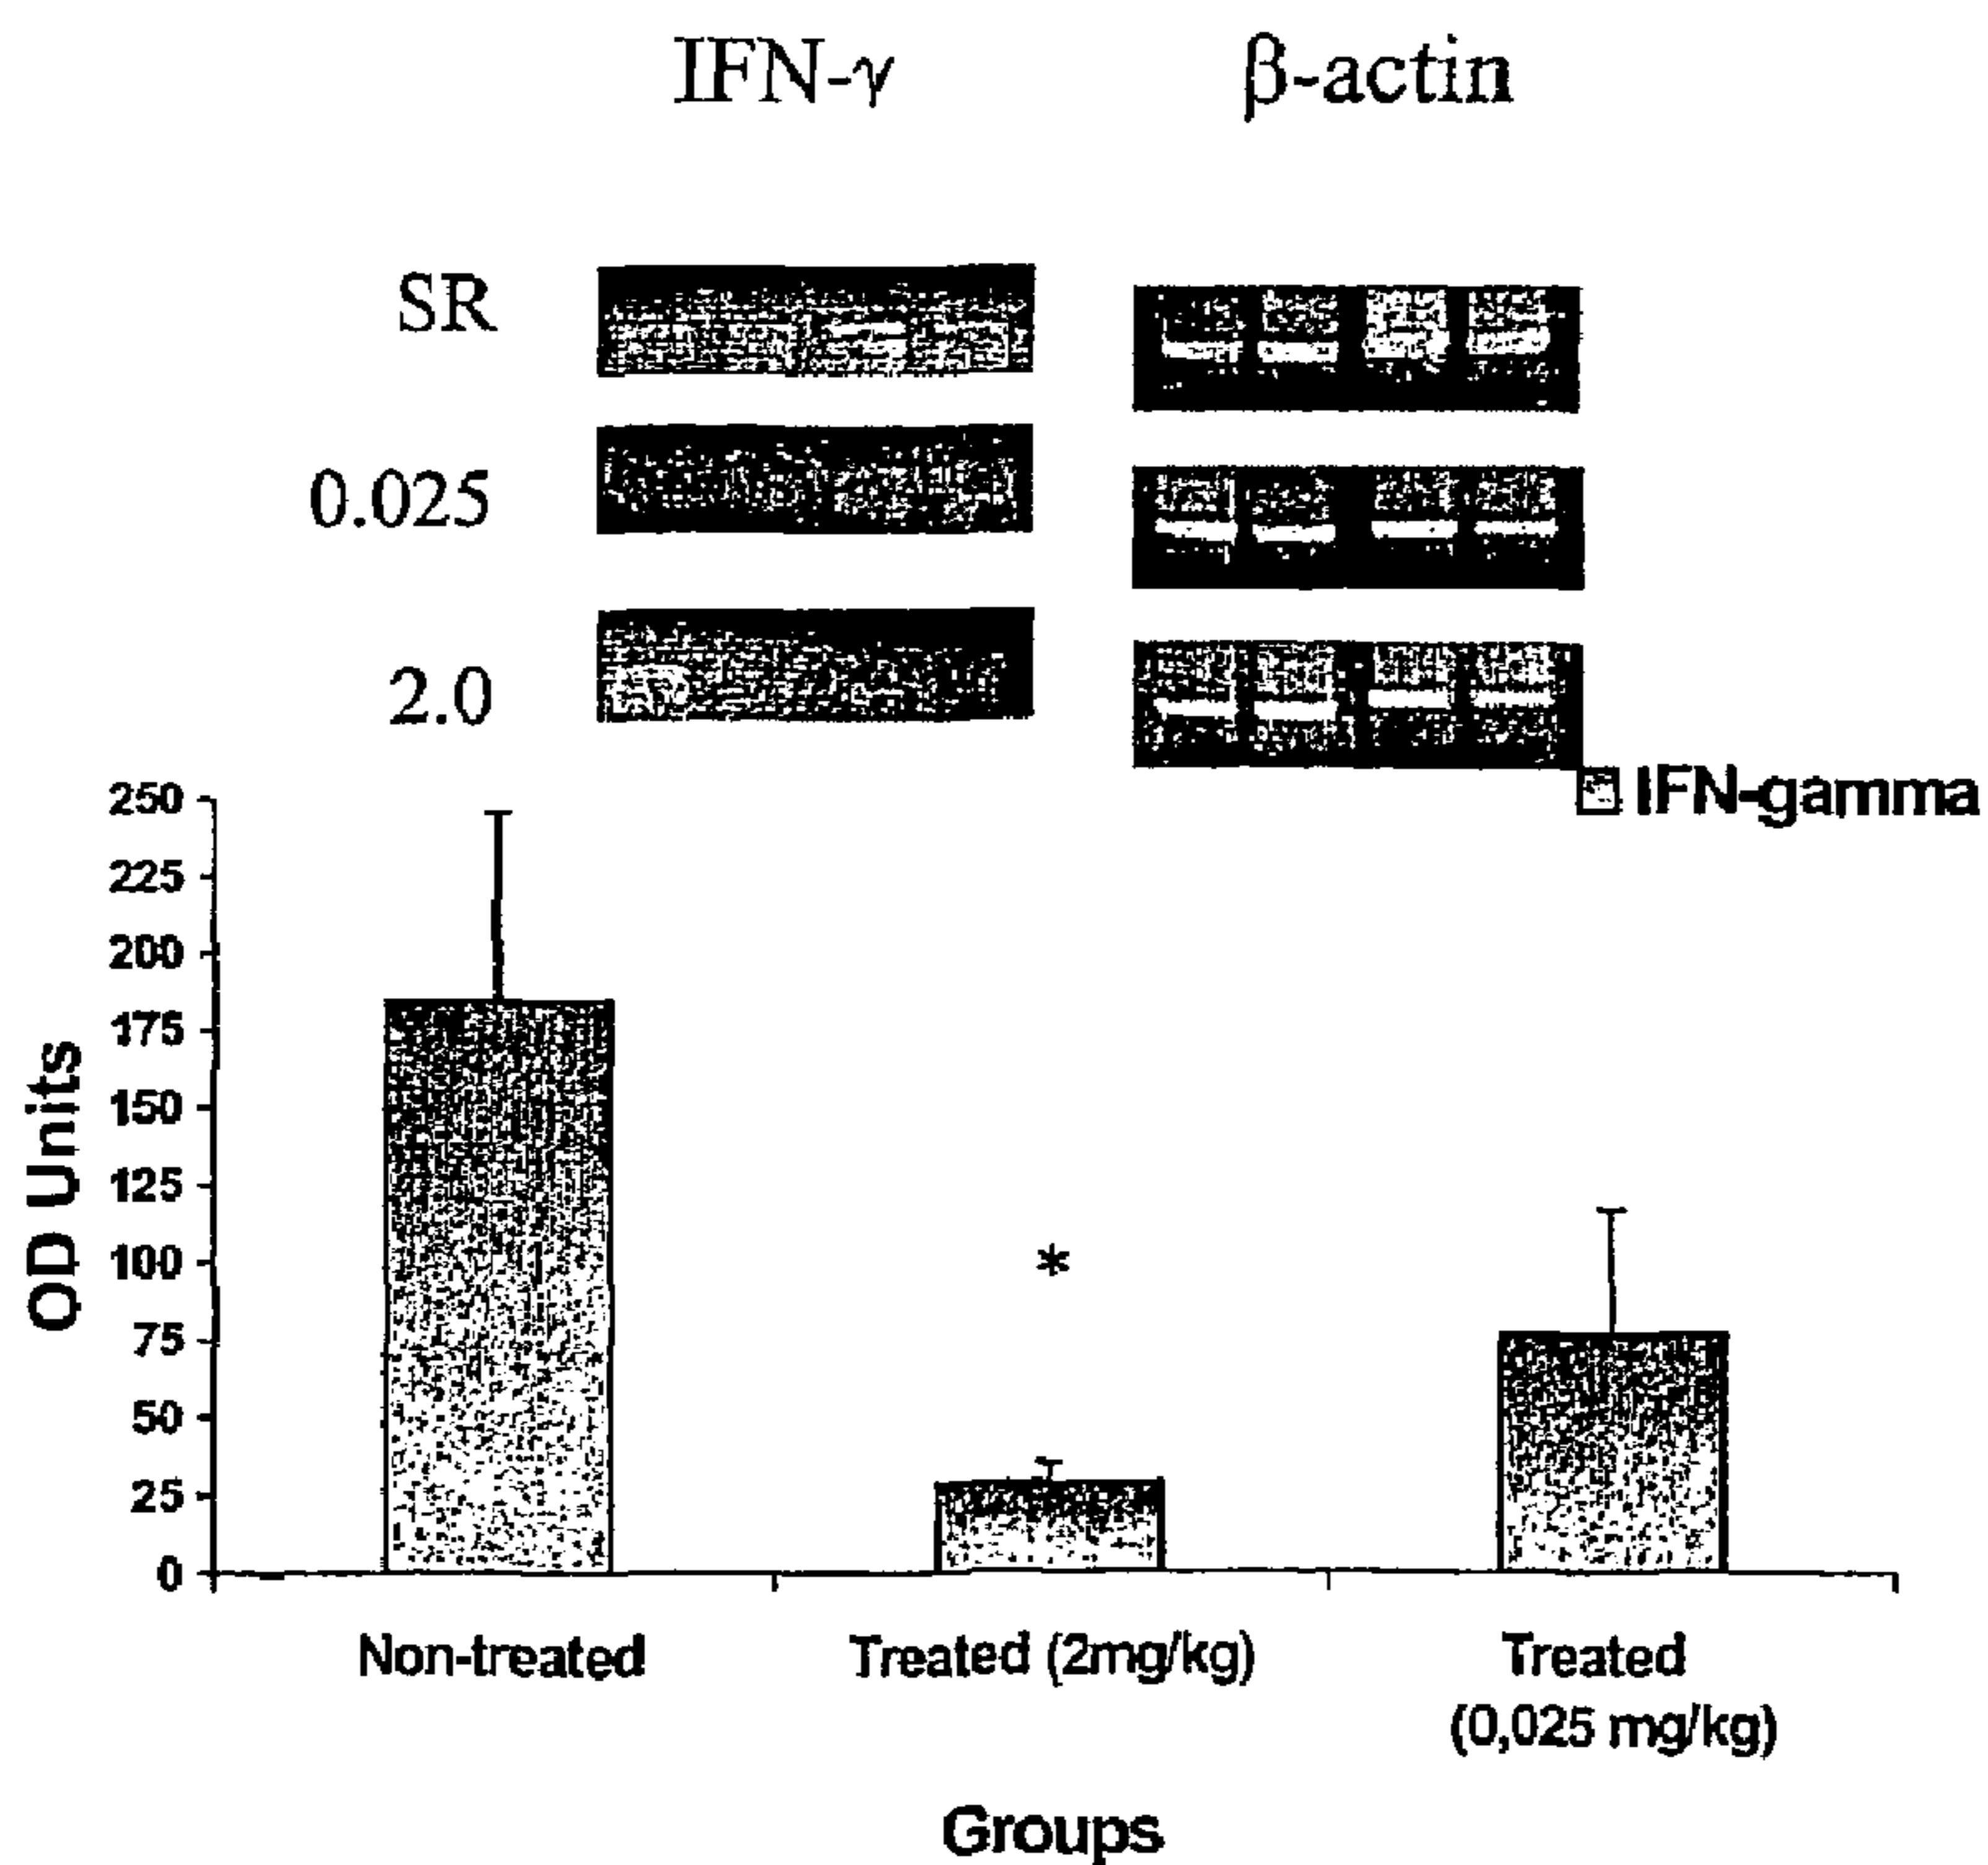 IFN-γ β-actin
SR
0.025
2.0
IFN-gamma
250
225
200
175
150
125
100
75
50
25
0
OD Units
*
Non-treated Treated (2mg/kg) Treated
(0,025 mg/kg)
Groups